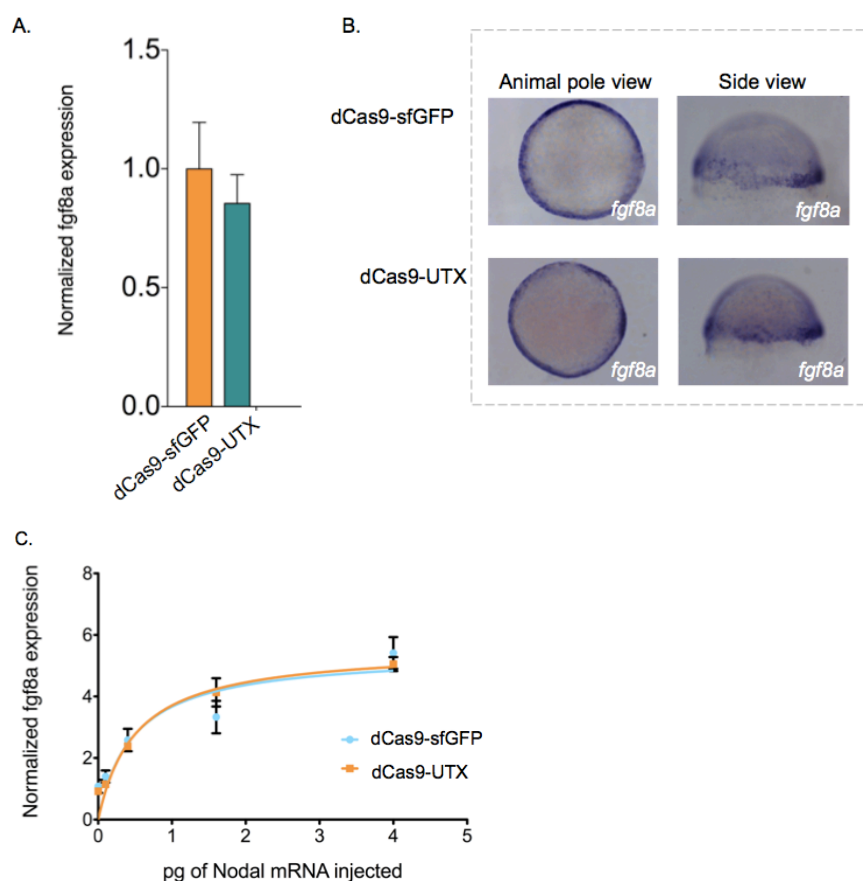 A.
Normalized fgf8a expression
1.5
1.0
0.5
0.0
dCas9-sfGFP
dCas9-UTX
B.
Animal pole view
Side view
dCas9-sfGFP
fgf8a
fgf8a
dCas9-UTX
fgf8a
fgf8a
C.
Normalized fgf8a expression
8
6
4
2
0
0
1
2
3
4
5
dCas9-sfGFP
dCas9-UTX
pg of Nodal mRNA injected